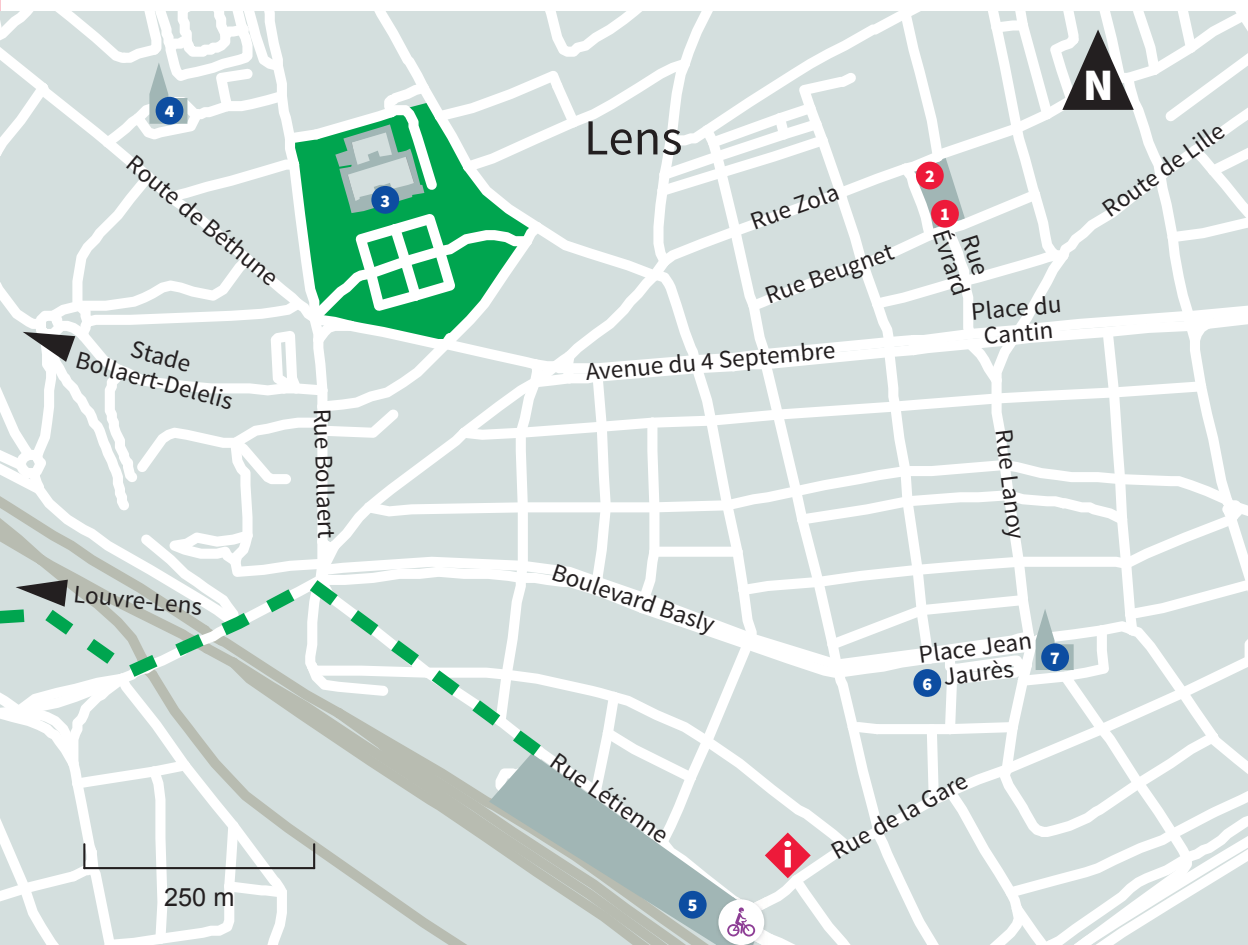 N
4
Lens
Route de Lille
Route de Béthune
2
3
Rue Zola
1
Rue
Évrard
Rue Beugnet
Place du
Cantin
Stade
Bollaert-Delelis
Avenue du 4 Septembre
Rue Bollaert
Rue Lanoy
Louvre-Lens
Boulevard Basly
Place Jean
Jaurès
7
6
Rue Létienne
Rue de la Gare
i
250 m
5